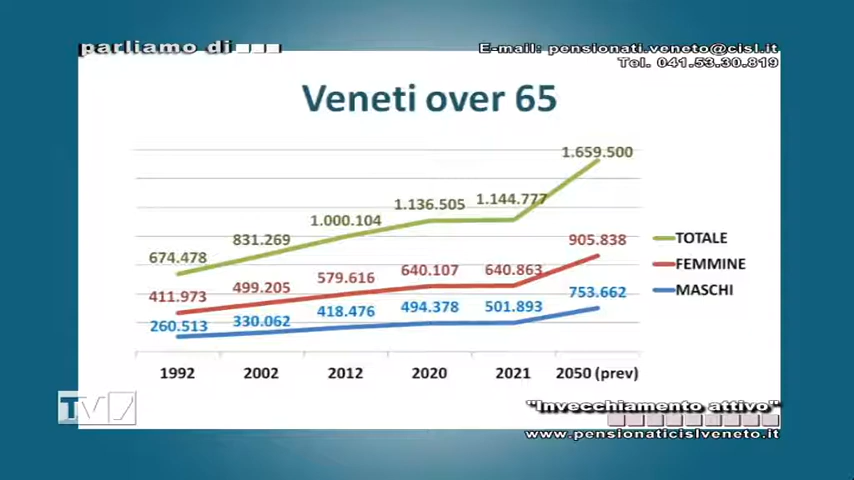 parliamo di
E-mail: pensionati.veneto@cisl.it
Tel. 041.53.30.819
Veneti over 65
1.659.500
1.136.505
1.144.777
1.000.104
831.269
674.478
905.838
640.107
640.863
579.616
499.205
411.973
753.662
494.378
501.893
418.476
330.062
260.513
TOTALE
FEMMINE
MASCHI
1992 2002 2012 2020 2021 2050 (prev)
TV7
"Invecchiamento attivo"
www.pensionaticislveneto.it